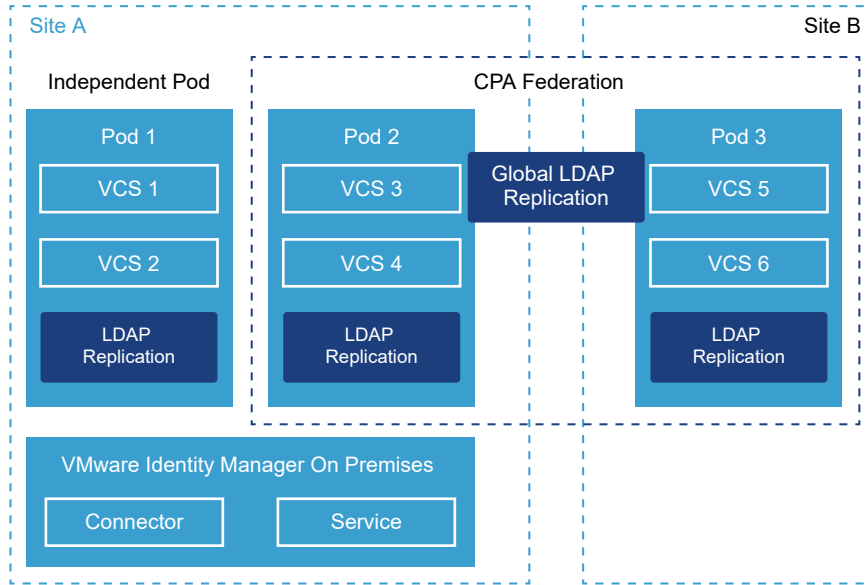 Site A
Site B
Independent Pod
CPA Federation
Pod 1
VCS 1
VCS 2
LDAP
Replication
Pod 2
VCS 3
VCS 4
LDAP
Replication
Global LDAP
Replication
Pod 3
VCS 5
VCS 6
LDAP
Replication
VMware Identity Manager On Premises
Connector
Service